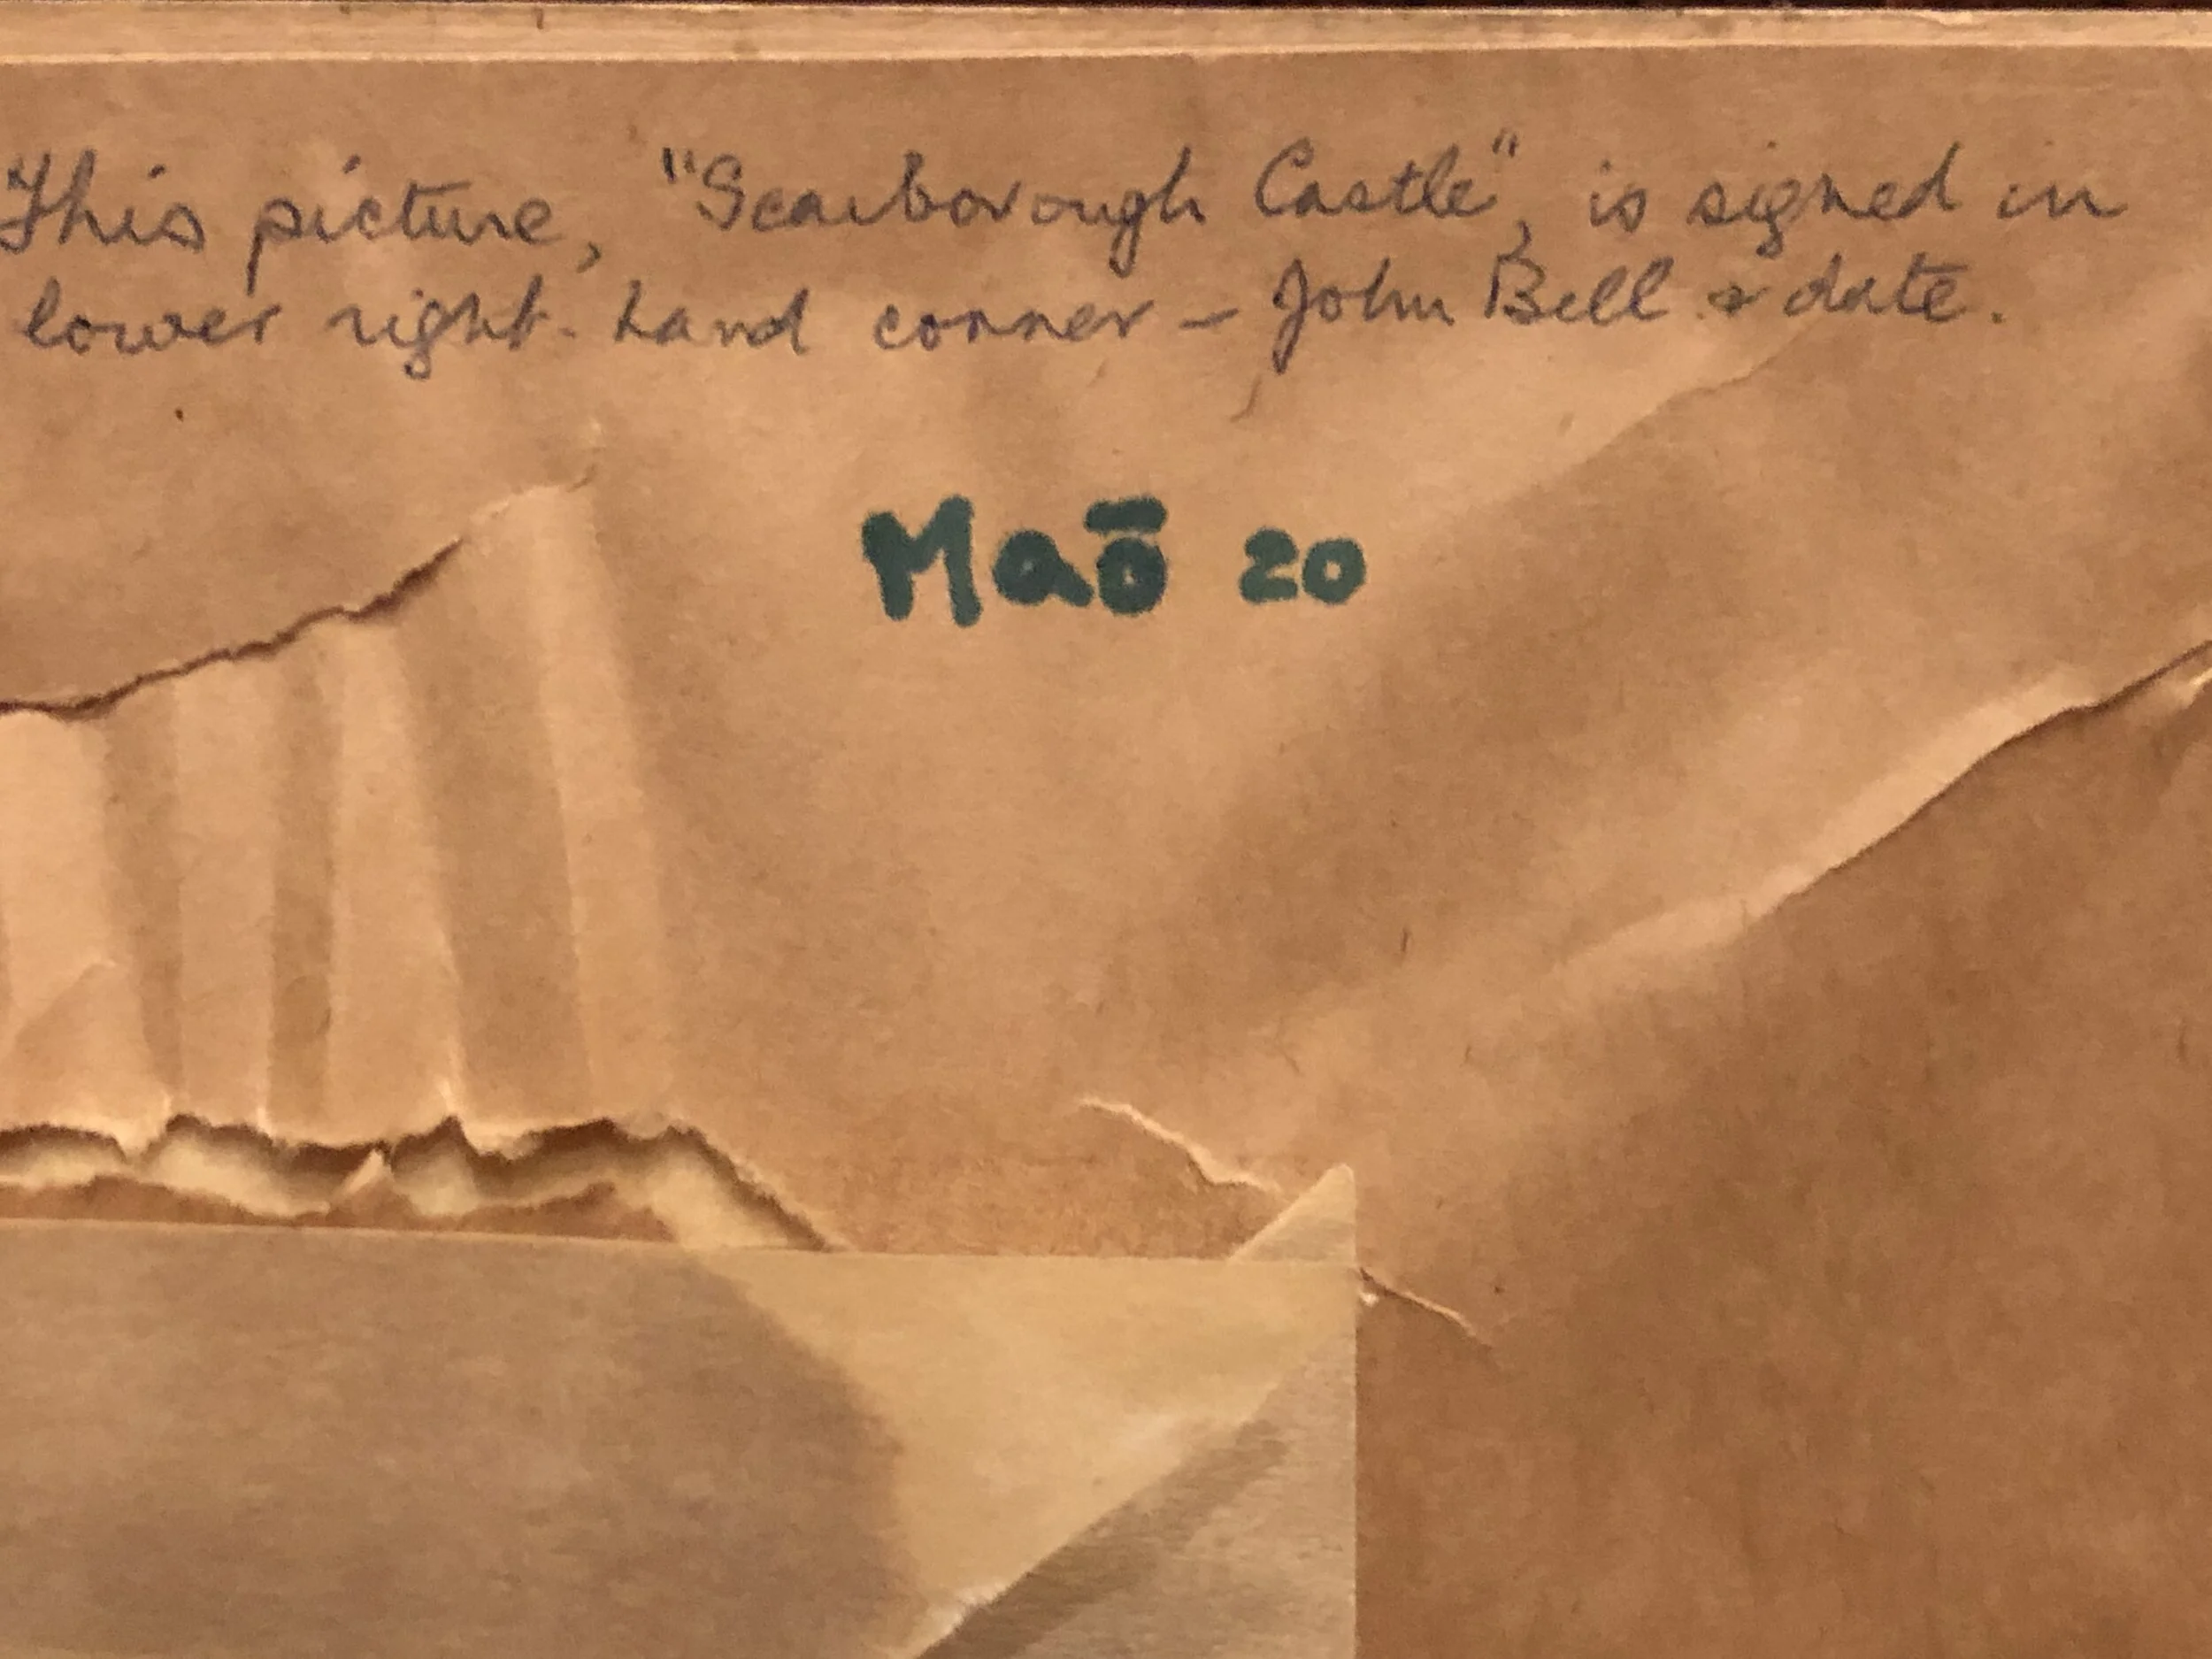 This picture, "Scarborough Castle", is signed in
lower right-hand corner - John Bell & date.
Maō 20